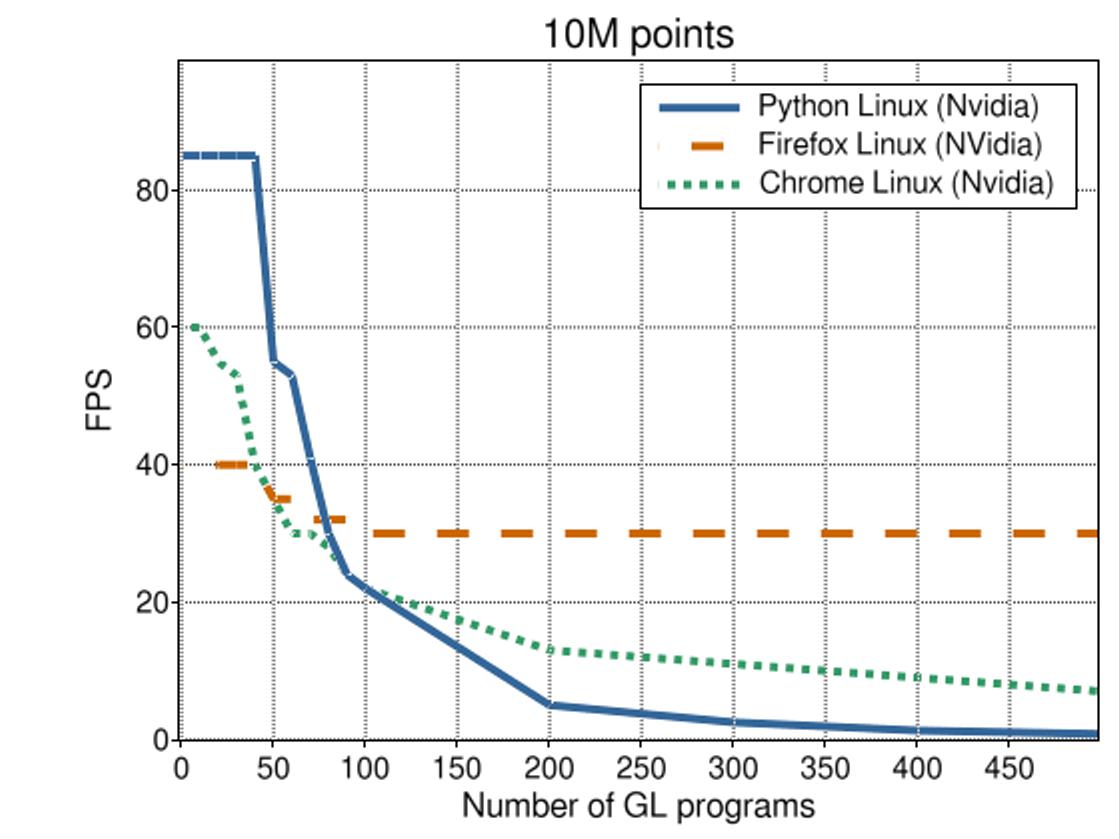 10M points
Python Linux (Nvidia)
Firefox Linux (NVidia)
Chrome Linux (Nvidia)
80
60
40
20
0
FPS
0 50 100 150 200 250 300 350 400 450
Number of GL programs